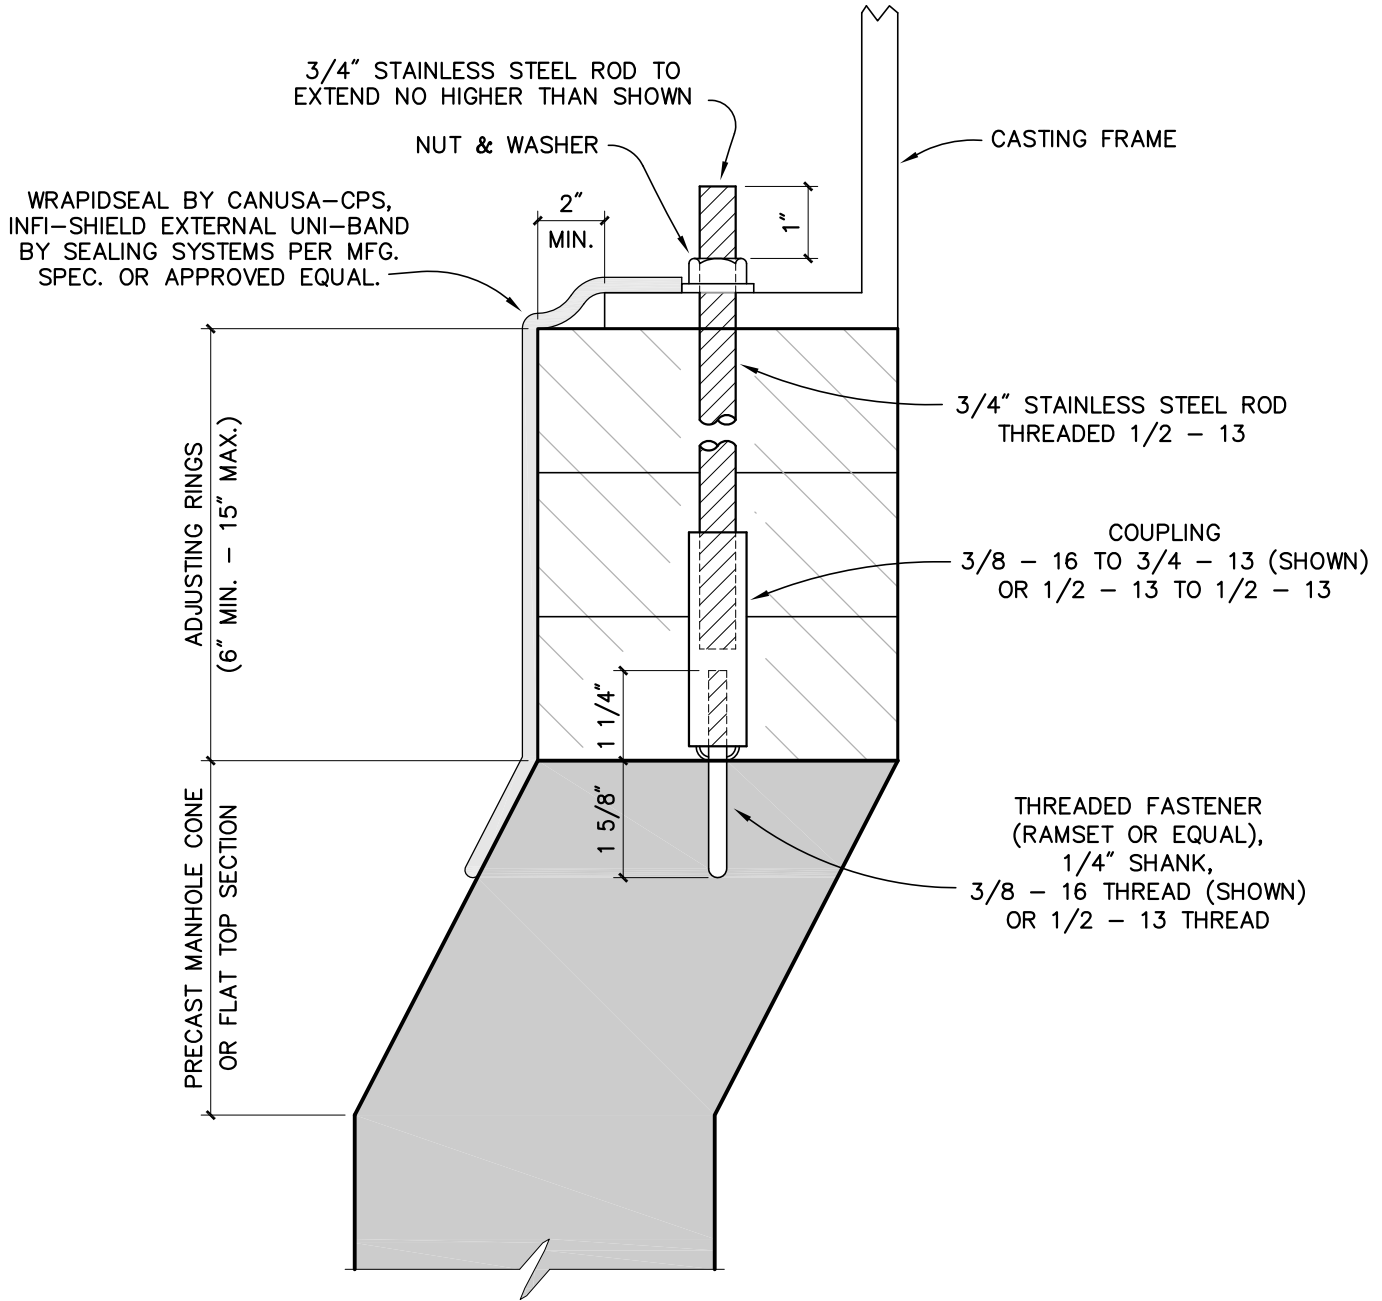 3/4" STAINLESS STEEL ROD TO
EXTEND NO HIGHER THAN SHOWN
NUT & WASHER
CASTING FRAME
WRAPIDSEAL BY CANUSA-CPS,
INFI-SHIELD EXTERNAL UNI-BAND
BY SEALING SYSTEMS PER MFG.
SPEC. OR APPROVED EQUAL.
2"
MIN.
1"
3/4" STAINLESS STEEL ROD
THREADED 1/2 - 13
ADJUSTING RINGS
(6" MIN. - 15" MAX.)
COUPLING
3/8 - 16 TO 3/4 - 13 (SHOWN)
OR 1/2 - 13 TO 1/2 - 13
1 1/4"
1 5/8"
PRECAST MANHOLE CONE
OR FLAT TOP SECTION
THREADED FASTENER
(RAMSET OR EQUAL),
1/4" SHANK,
3/8 - 16 THREAD (SHOWN)
OR 1/2 - 13 THREAD